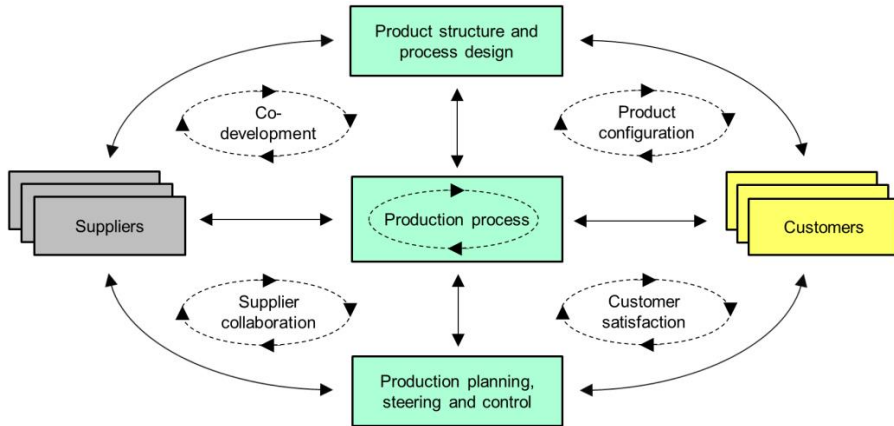 Product structure and
process design
Co-
development
Product
configuration
Suppliers
Production process
Customers
Supplier
collaboration
Customer
satisfaction
Production planning,
steering and control